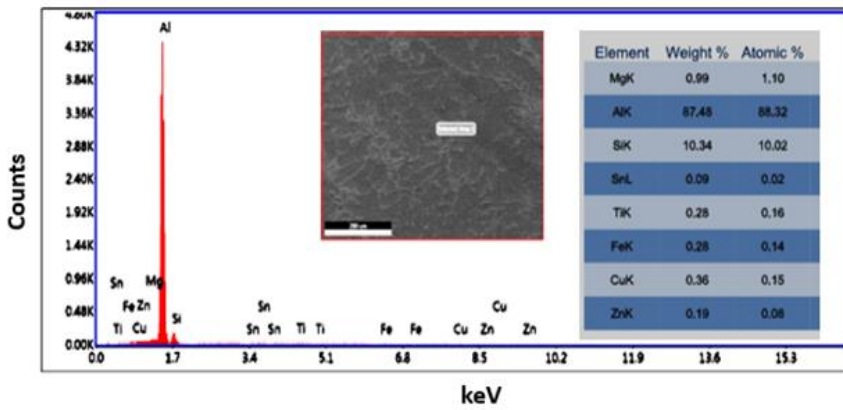 4.80K
Al
4.32K
3.84K
3.36K
2.88K
2.40K
1.92K
1.44K
0.96K
0.48K
0.00K
Counts
Sn
Mg
Fe Zn
Ti Cu
Si
Sn
Sn Sn Ti Ti
Fe Fe
Cu
Cu Zn Zn
0.0 1.7 3.4 5.1 6.8 8.5 10.2 11.9 13.6 15.3
keV
Element Weight % Atomic %
MgK 0.99 1.10
AlK 87.48 88.32
SiK 10.34 10.02
SnL 0.09 0.02
TiK 0.28 0.16
FeK 0.28 0.14
CuK 0.36 0.15
ZnK 0.19 0.08